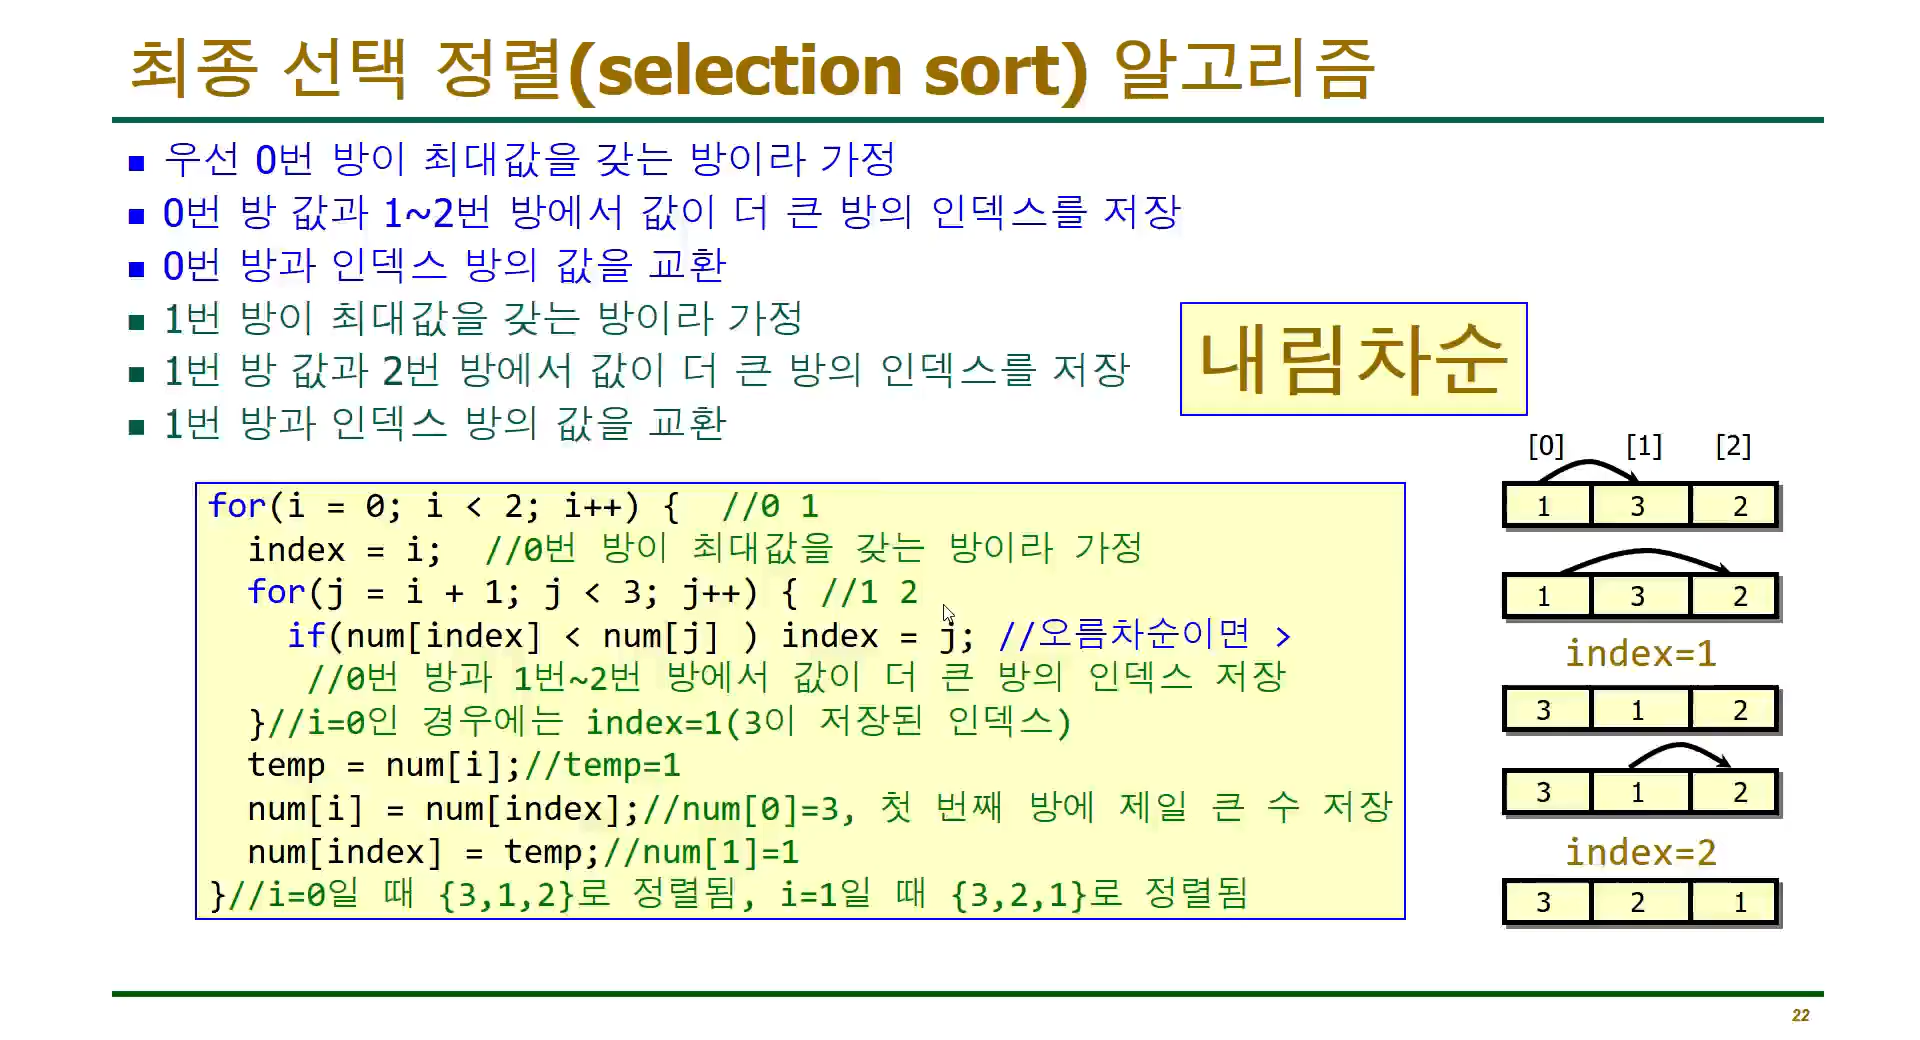 최종 선택 정렬(selection sort) 알고리즘
우선 0번 방이 최대값을 갖는 방이라 가정
0번 방 값과 1~2번 방에서 값이 더 큰 방의 인덱스를 저장
0번 방과 인덱스 방의 값을 교환
1번 방이 최대값을 갖는 방이라 가정
1번 방 값과 2번 방에서 값이 더 큰 방의 인덱스를 저장
1번 방과 인덱스 방의 값을 교환
내림차순
for(i = 0; i < 2; i++) {  //0 1
index = i;  //0번 방이 최대값을 갖는 방이라 가정
for(j = i + 1; j < 3; j++) { //1 2
if(num[index] < num[j] ) index = j; //오름차순이면 >
//0번 방과 1번~2번 방에서 값이 더 큰 방의 인덱스 저장
}//i=0인 경우에는 index=1(3이 저장된 인덱스)
temp = num[i];//temp=1
num[i] = num[index];//num[0]=3, 첫 번째 방에 제일 큰 수 저장
num[index] = temp;//num[1]=1
}//i=0일 때 {3,1,2}로 정렬됨, i=1일 때 {3,2,1}로 정렬됨
[0] [1] [2]
1 3 2
1 3 2
index=1
3 1 2
3 1 2
index=2
3 2 1
22